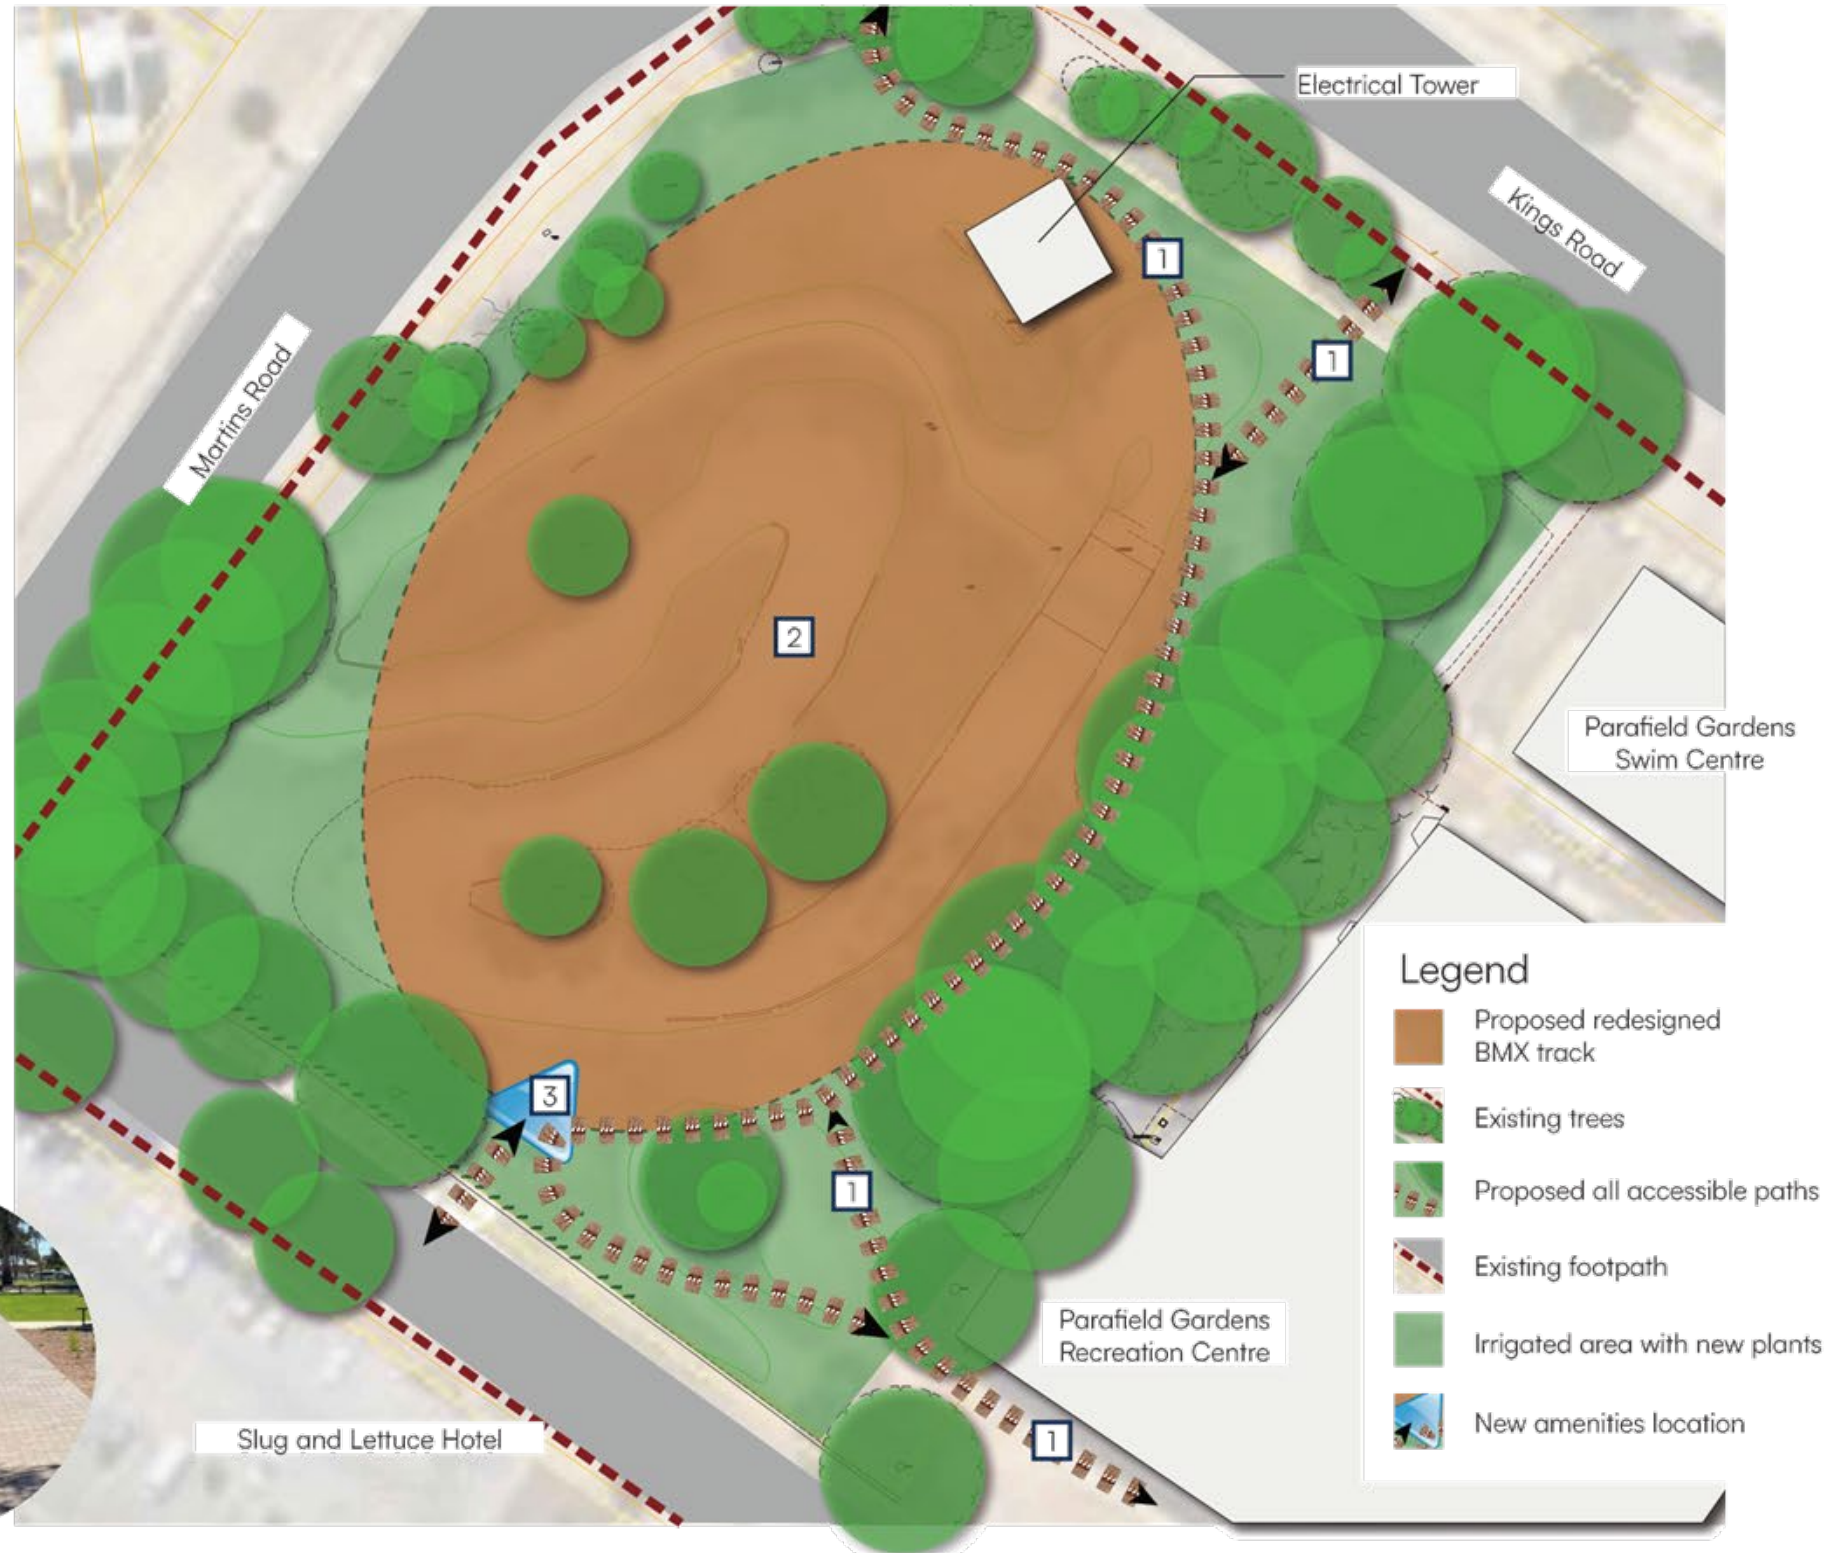 Electrical Tower
Kings Road
1
1
Martins Road
2
Parafield Gardens
Swim Centre
3
1
Parafield Gardens
Recreation Centre
1
Slug and Lettuce Hotel
Legend
Proposed redesigned
BMX track
Existing trees
Proposed all accessible paths
Existing footpath
Irrigated area with new plants
New amenities location